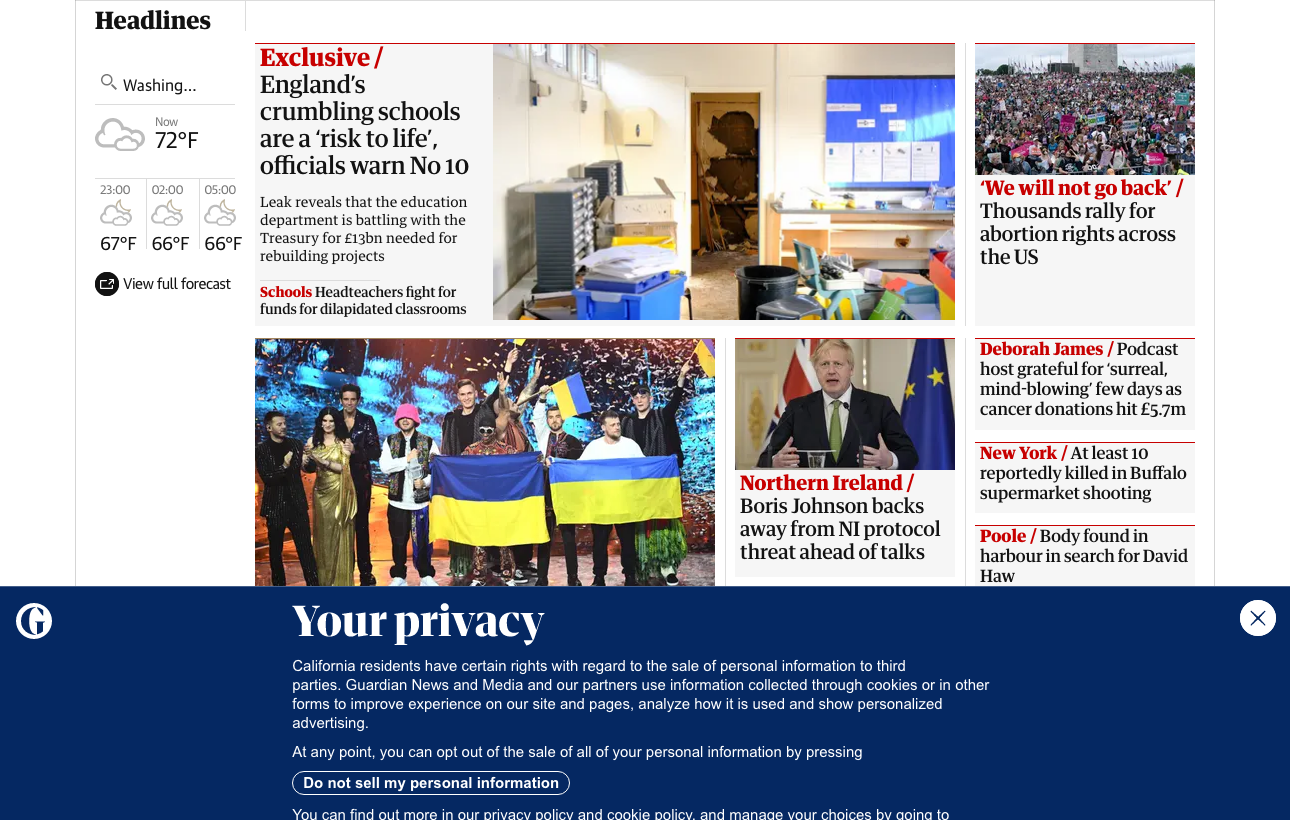 Headlines
Washing...
Now
72°F
23:00
02:00
05:00
67°F
66°F
66°F
View full forecast
Exclusive /
England’s
crumbling schools
are a ‘risk to life’,
officials warn No 10
Leak reveals that the education
department is battling with the
Treasury for £13bn needed for
rebuilding projects
Schools Headteachers fight for
funds for dilapidated classrooms
‘We will not go back’ /
Thousands rally for
abortion rights across
the US
Northern Ireland /
Boris Johnson backs
away from NI protocol
threat ahead of talks
Deborah James / Podcast
host grateful for ‘surreal,
mind-blowing’ few days as
cancer donations hit £5.7m
New York / At least 10
reportedly killed in Buffalo
supermarket shooting
Poole / Body found in
harbour in search for David
Haw
Your privacy
California residents have certain rights with regard to the sale of personal information to third
parties. Guardian News and Media and our partners use information collected through cookies or in other
forms to improve experience on our site and pages, analyze how it is used and show personalized
advertising.
At any point, you can opt out of the sale of all of your personal information by pressing
Do not sell my personal information
You can find out more in our privacy policy and cookie policy, and manage your choices by going to